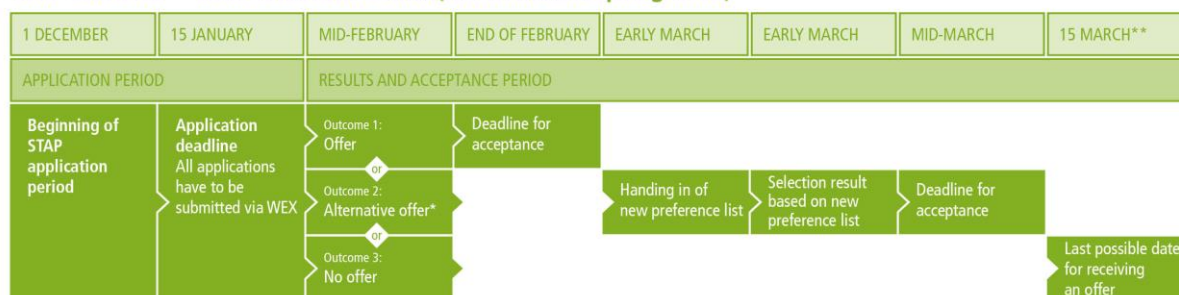 1 DECEMBER
15 JANUARY
MID-FEBRUARY
END OF FEBRUARY
EARLY MARCH
EARLY MARCH
MID-MARCH
15 MARCH**
APPLICATION PERIOD
RESULTS AND ACCEPTANCE PERIOD
Beginning of
STAP
application
period
Application
deadline
All applications
have to be
submitted via WEX
Outcome 1:
Offer
Deadline for
acceptance
or
Outcome 2:
Alternative offer*
Handing in of
new preference list
Selection result
based on new
preference list
Deadline for
acceptance
or
Outcome 3:
No offer
Last possible date
for receiving
an offer